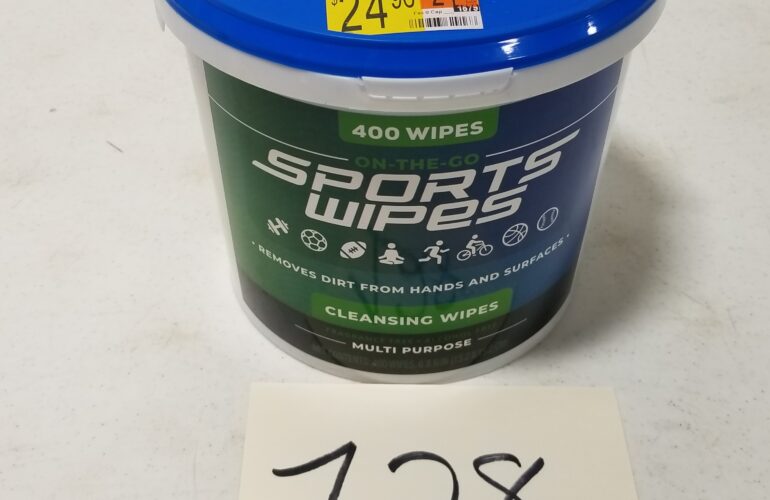 24
400 WIPES
ON-THE-GO
SPORTS
WIPES
• REMOVES DIRT FROM HANDS AND SURFACES •
CLEANSING WIPES
MULTI PURPOSE
128